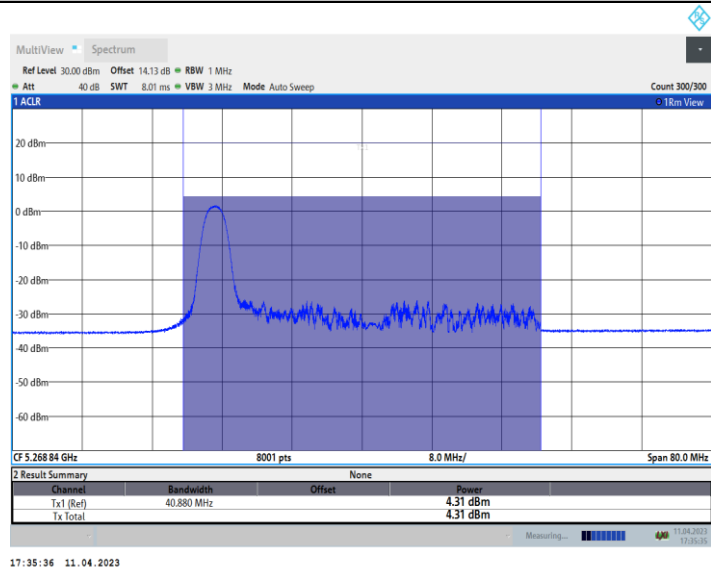 MultiView Spectrum
Ref Level 30.00 dBm Offset 14.13 dB RBW 1 MHz
Att 40 dB SWT 8.01 ms VBW 3 MHz Mode Auto Sweep Count 300/300
1 ACLR 1Rm View
20 dBm
10 dBm
0 dBm
-10 dBm
-20 dBm
-30 dBm
-40 dBm
-50 dBm
-60 dBm
CF 5.268 84 GHz 8001 pts 8.0 MHz/ Span 80.0 MHz
2 Result Summary None
Channel Bandwidth Offset Power
Tx1 (Ref) 40.880 MHz 4.31 dBm
Tx Total 4.31 dBm
Measuring... 11.04.2023
17:35:35
17:35:36 11.04.2023